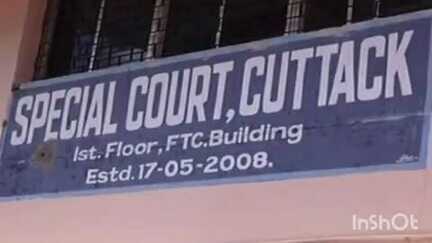 SPECIAL COURT, CUTTACK
Ist. Floor, FTC.Building
Estd. 17-05-2008.
InShOt